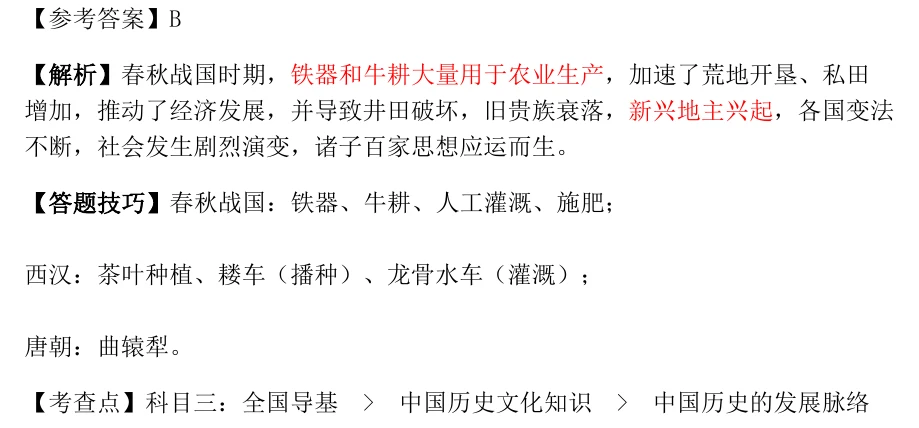 【参考答案】B
【解析】春秋战国时期，铁器和牛耕大量用于农业生产，加速了荒地开垦、私田
增加，推动了经济发展，并导致井田破坏，旧贵族衰落，新兴地主兴起，各国变法
不断，社会发生剧烈演变，诸子百家思想应运而生。
【答题技巧】春秋战国：铁器、牛耕、人工灌溉、施肥；
西汉：茶叶种植、耧车（播种）、龙骨水车（灌溉）；
唐朝：曲辕犁。
【考查点】科目三：全国导基 > 中国历史文化知识 > 中国历史的发展脉络